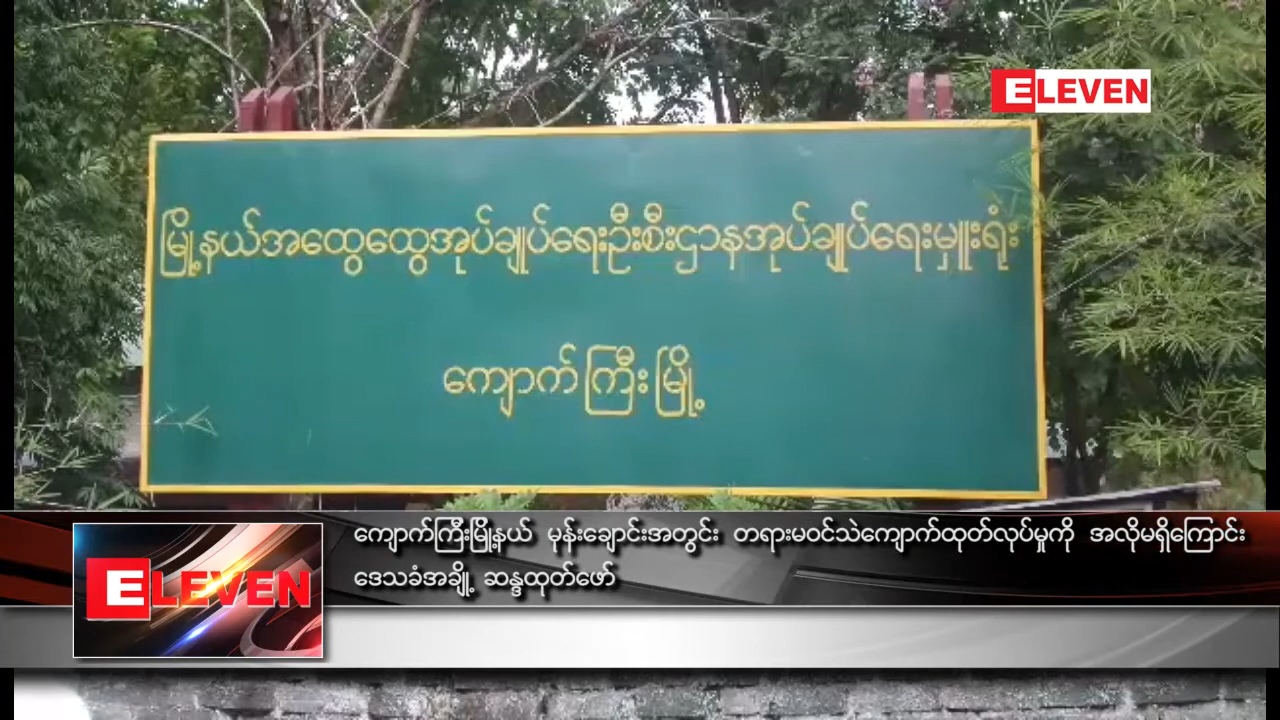 ELEVEN
မြို့နယ်အထွေထွေအုပ်ချုပ်ရေးဦးစီးဌာနအုပ်ချုပ်ရေးမှူးရုံး
ကျောက်ကြီးမြို့
ELEVEN
ကျောက်ကြီးမြို့နယ် မုန်းချောင်းအတွင်း တရားမဝင်သဲကျောက်ထုတ်လုပ်မှုကို အလိုမရှိကြောင်း
ဒေသခံအချို့ ဆန္ဒထုတ်ဖော်